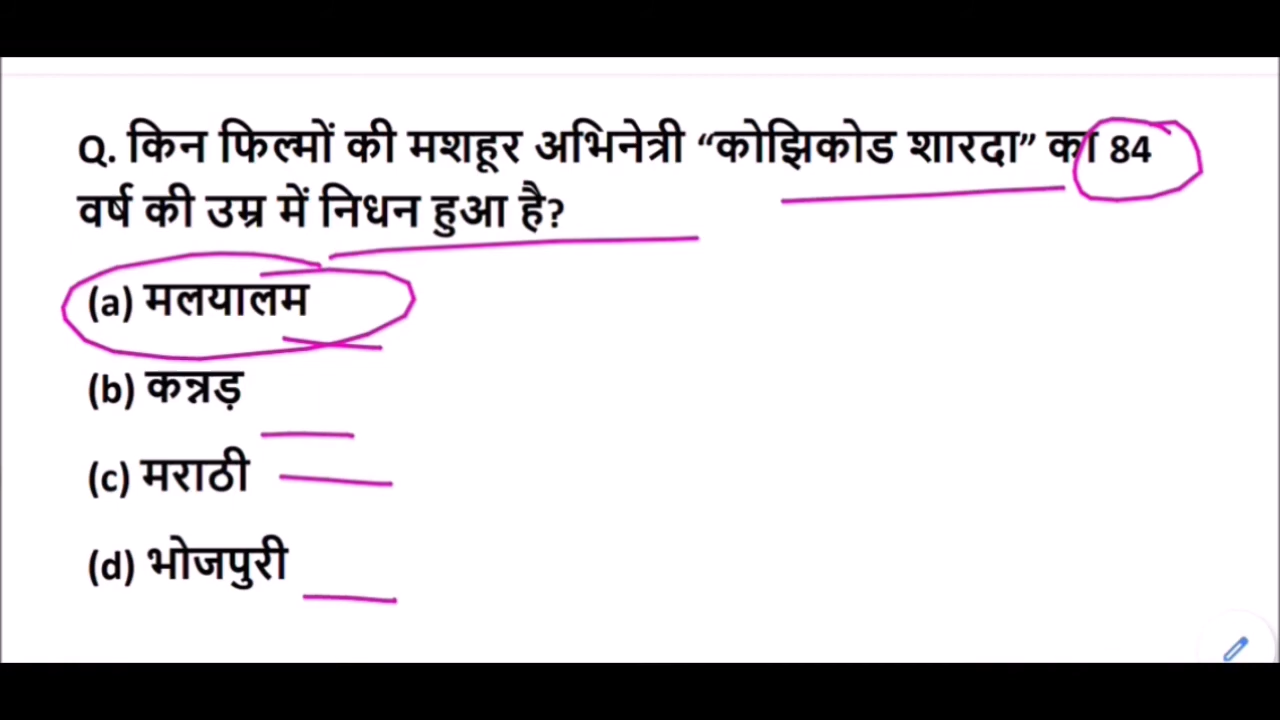 Q. किन फिल्मों की मशहूर अभिनेत्री “कोझिकोड शारदा” का 84
वर्ष की उम्र में निधन हुआ है?
(a) मलयालम
(b) कन्नड़
(c) मराठी
(d) भोजपुरी